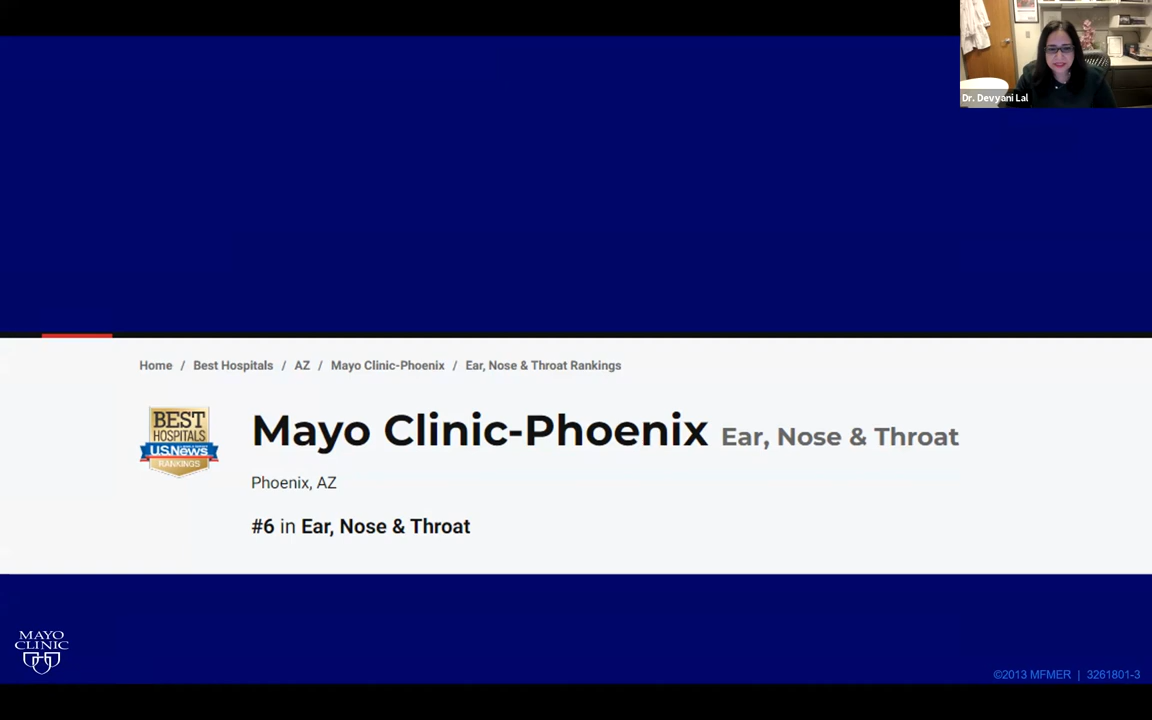 Dr. Devyani Lal
Home / Best Hospitals / AZ / Mayo Clinic-Phoenix / Ear, Nose & Throat Rankings
BEST
HOSPITALS
U.S.News
RANKINGS
Mayo Clinic-Phoenix Ear, Nose & Throat
Phoenix, AZ
#6 in Ear, Nose & Throat
MAYO
CLINIC
©2013 MFMER | 3261801-3